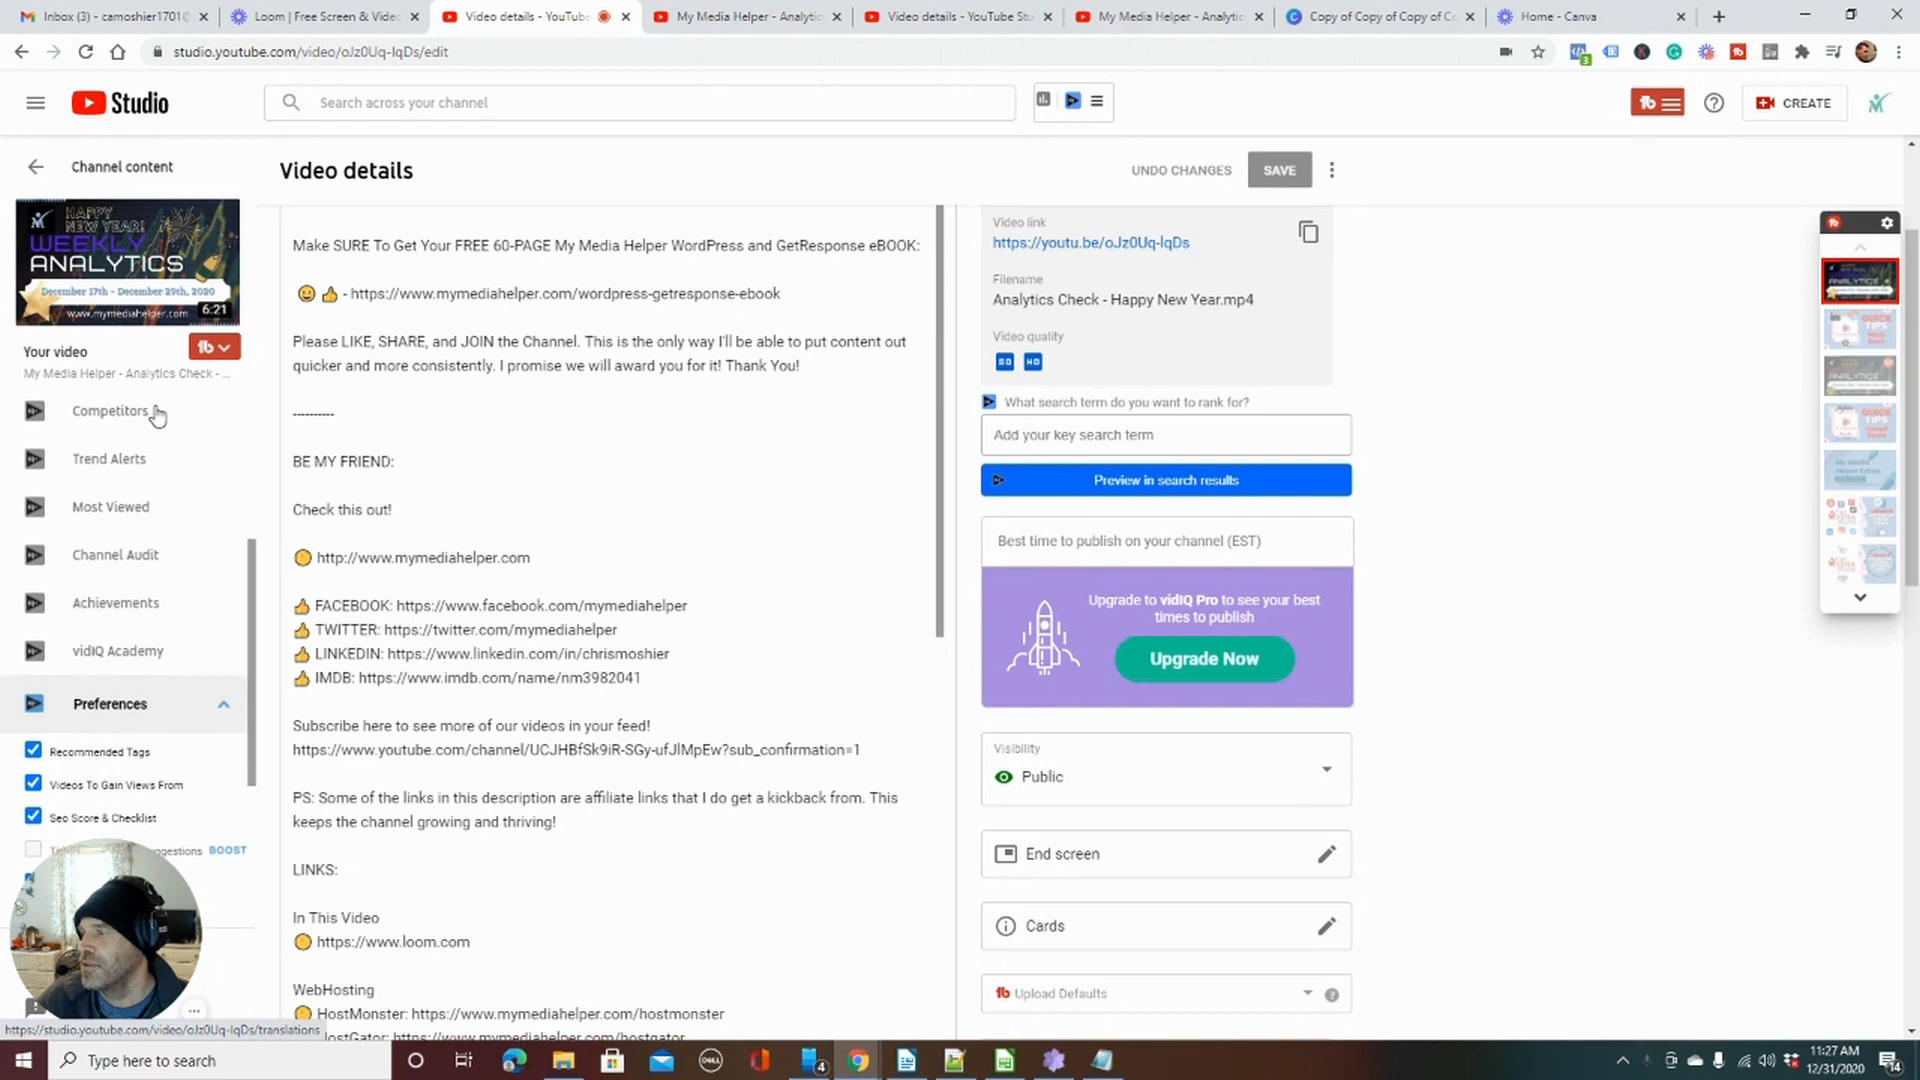 Inbox (3) - camoshier1701@
Loom | Free Screen & Video
Video details - YouTube
My Media Helper - Analytic
Video details - YouTube Stu
My Media Helper - Analytic
Copy of Copy of Copy of Co
Home - Canva
studio.youtube.com/video/oJz0Uq-lqDs/edit
3
Studio
Search across your channel
CREATE
Channel content
Video details
UNDO CHANGES
SAVE
HAPPY
NEW YEAR!
WEEKLY
ANALYTICS
December 17th - December 29th, 2020
www.mymediahelper.com
6:21
Your video
My Media Helper - Analytics Check - ...
Competitors
Trend Alerts
Most Viewed
Channel Audit
Achievements
vidIQ Academy
Preferences
Recommended Tags
Videos To Gain Views From
Seo Score & Checklist
BOOST
Make SURE To Get Your FREE 60-PAGE My Media Helper WordPress and GetResponse eBOOK:
- https://www.mymediahelper.com/wordpress-getresponse-ebook
Please LIKE, SHARE, and JOIN the Channel. This is the only way I'll be able to put content out
quicker and more consistently. I promise we will award you for it! Thank You!
----------
BE MY FRIEND:
Check this out!
http://www.mymediahelper.com
FACEBOOK: https://www.facebook.com/mymediahelper
TWITTER: https://twitter.com/mymediahelper
LINKEDIN: https://www.linkedin.com/in/chrismoshier
IMDB: https://www.imdb.com/name/nm3982041
Subscribe here to see more of our videos in your feed!
https://www.youtube.com/channel/UCJHBfSk9iR-SGy-ufJlMpEw?sub_confirmation=1
PS: Some of the links in this description are affiliate links that I do get a kickback from. This
keeps the channel growing and thriving!
LINKS:
In This Video
https://www.loom.com
WebHosting
HostMonster: https://www.mymediahelper.com/hostmonster
HostGator: https://www.mymediahelper.com/hostgator
Video link
https://youtu.be/oJz0Uq-lqDs
Filename
Analytics Check - Happy New Year.mp4
Video quality
SD HD
What search term do you want to rank for?
Add your key search term
Preview in search results
Best time to publish on your channel (EST)
Upgrade to vidIQ Pro to see your best
times to publish
Upgrade Now
Visibility
Public
End screen
Cards
Upload Defaults
https://studio.youtube.com/video/oJz0Uq-lqDs/translations
Type here to search
4
11:27 AM
12/31/2020
14